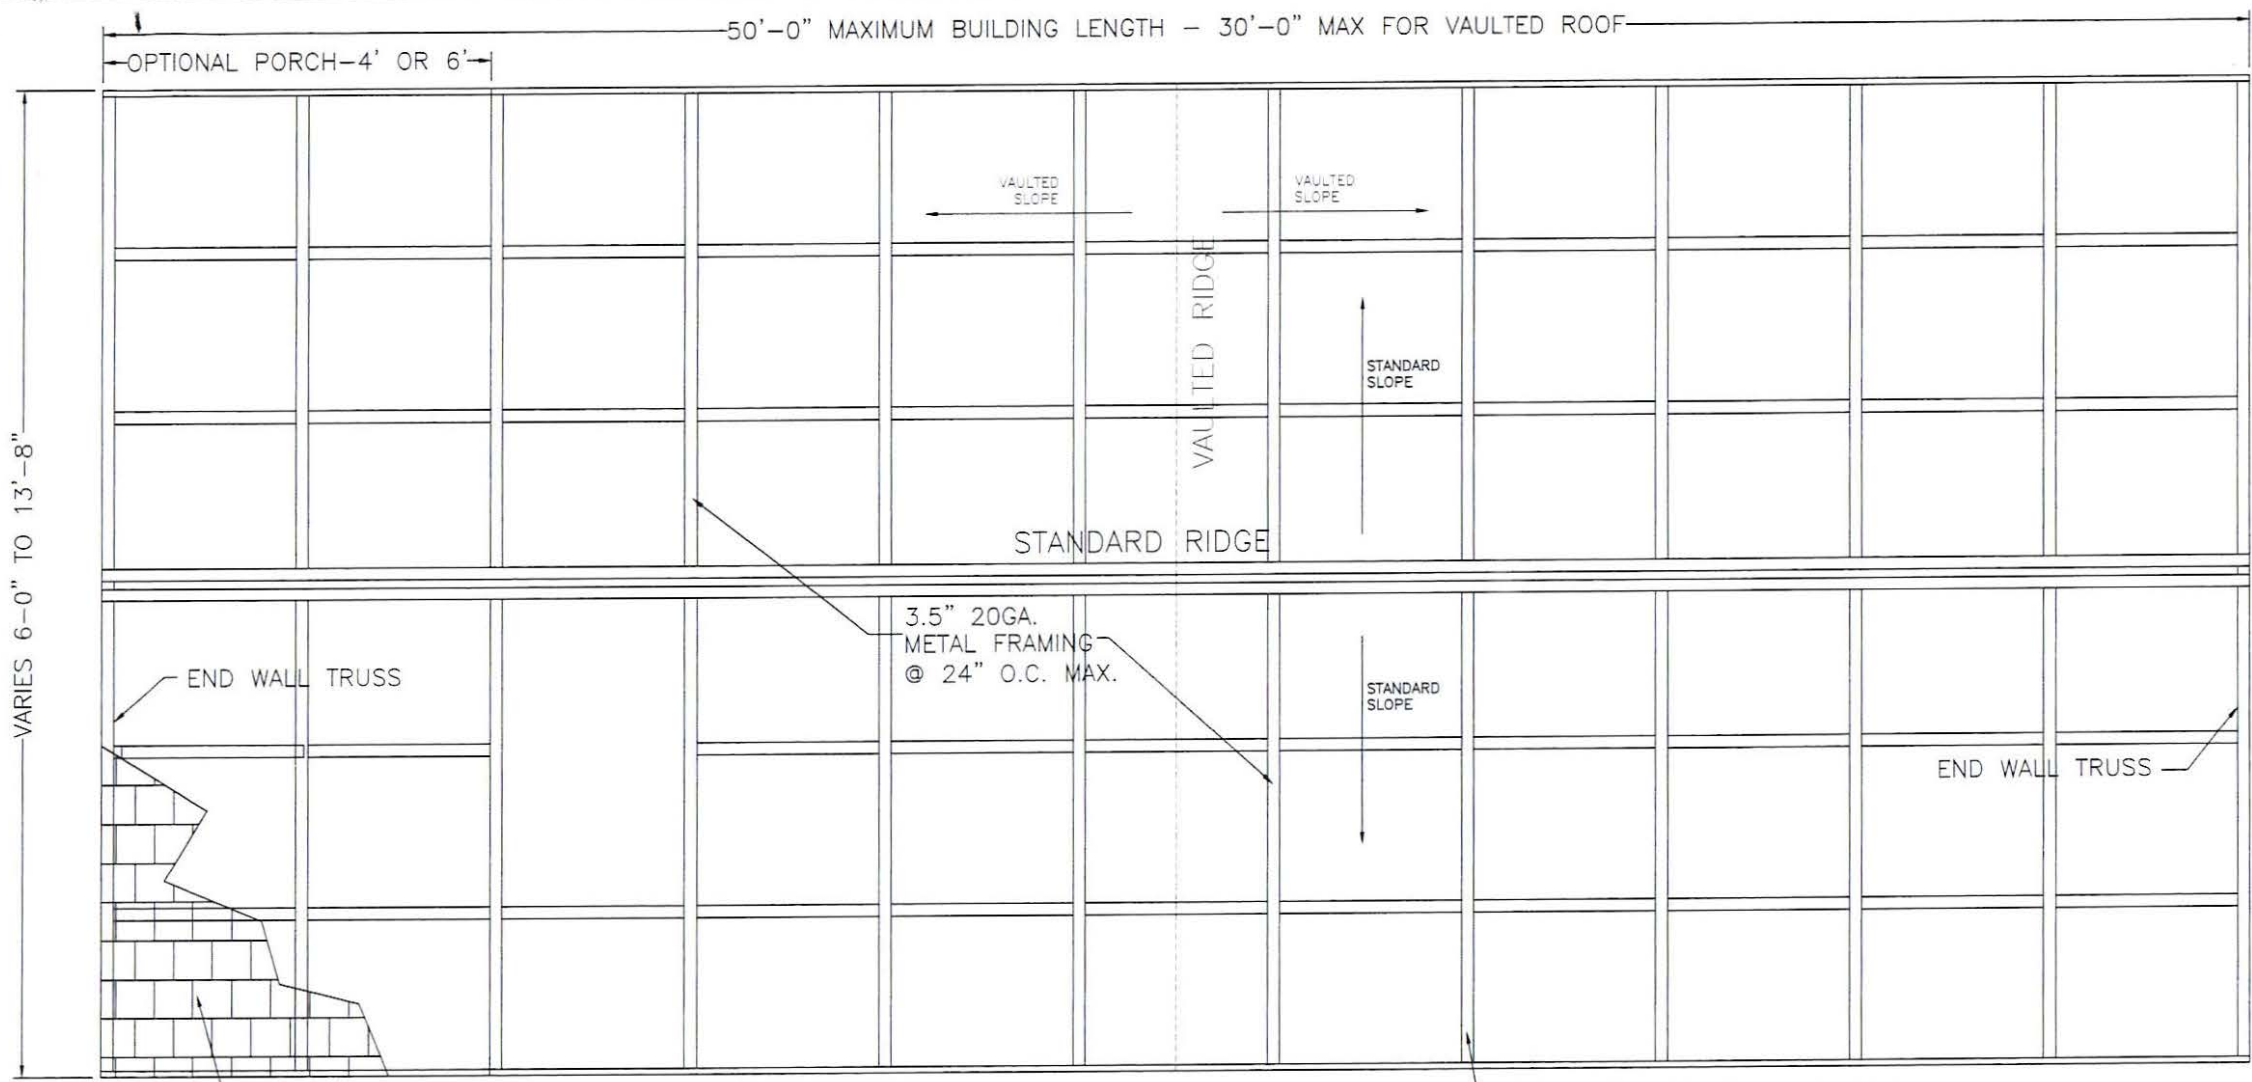 50'-0" MAXIMUM BUILDING LENGTH - 30'-0" MAX FOR VAULTED ROOF
OPTIONAL PORCH-4' OR 6'
VAULTED
SLOPE
VAULTED
SLOPE
VAULTED RIDGE
STANDARD
SLOPE
VARIES 6-0" TO 13'-8"
STANDARD RIDGE
3.5" 20GA.
METAL FRAMING
@ 24" O.C. MAX.
END WALL TRUSS
STANDARD
SLOPE
END WALL TRUSS